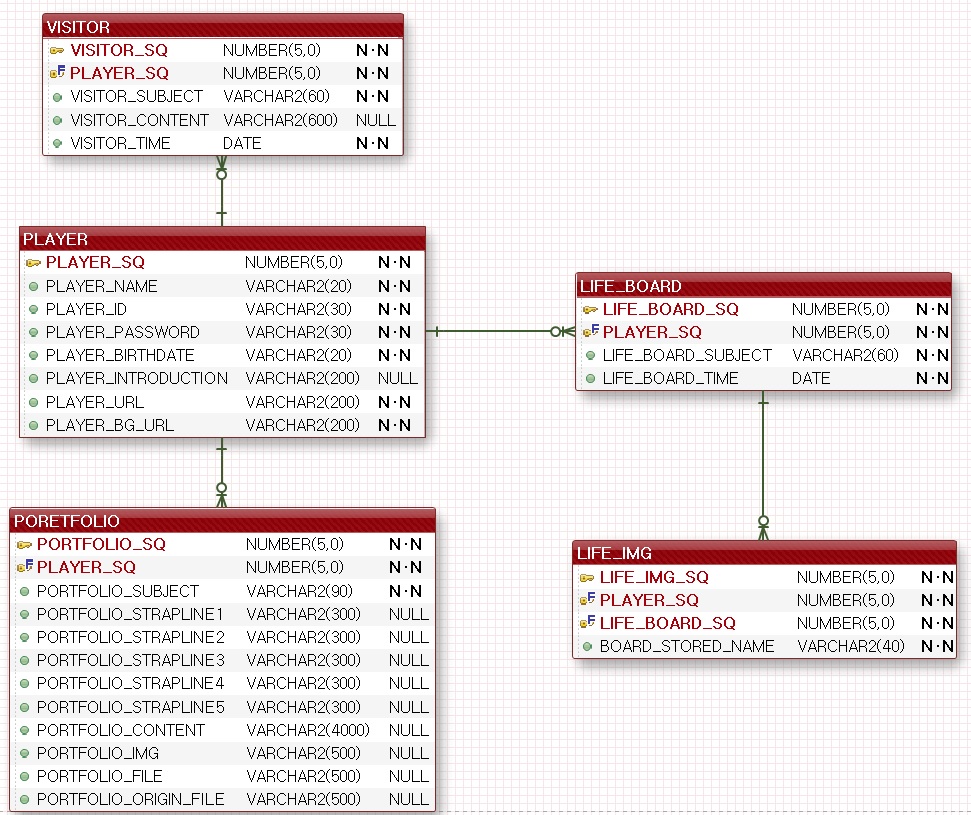 VISITOR
VISITOR_SQ NUMBER(5,0) N·N
PLAYER_SQ NUMBER(5,0) N·N
VISITOR_SUBJECT VARCHAR2(60) N·N
VISITOR_CONTENT VARCHAR2(600) NULL
VISITOR_TIME DATE N·N
PLAYER
PLAYER_SQ NUMBER(5,0) N·N
PLAYER_NAME VARCHAR2(20) N·N
PLAYER_ID VARCHAR2(30) N·N
PLAYER_PASSWORD VARCHAR2(30) N·N
PLAYER_BIRTHDATE VARCHAR2(20) N·N
PLAYER_INTRODUCTION VARCHAR2(200) NULL
PLAYER_URL VARCHAR2(200) N·N
PLAYER_BG_URL VARCHAR2(200) N·N
LIFE_BOARD
LIFE_BOARD_SQ NUMBER(5,0) N·N
PLAYER_SQ NUMBER(5,0) N·N
LIFE_BOARD_SUBJECT VARCHAR2(60) N·N
LIFE_BOARD_TIME DATE N·N
PORETFOLIO
PORTFOLIO_SQ NUMBER(5,0) N·N
PLAYER_SQ NUMBER(5,0) N·N
PORTFOLIO_SUBJECT VARCHAR2(90) N·N
PORTFOLIO_STRAPLINE1 VARCHAR2(300) NULL
PORTFOLIO_STRAPLINE2 VARCHAR2(300) NULL
PORTFOLIO_STRAPLINE3 VARCHAR2(300) NULL
PORTFOLIO_STRAPLINE4 VARCHAR2(300) NULL
PORTFOLIO_STRAPLINE5 VARCHAR2(300) NULL
PORTFOLIO_CONTENT VARCHAR2(4000) NULL
PORTFOLIO_IMG VARCHAR2(500) NULL
PORTFOLIO_FILE VARCHAR2(500) NULL
PORTFOLIO_ORIGIN_FILE VARCHAR2(500) NULL
LIFE_IMG
LIFE_IMG_SQ NUMBER(5,0) N·N
PLAYER_SQ NUMBER(5,0) N·N
LIFE_BOARD_SQ NUMBER(5,0) N·N
BOARD_STORED_NAME VARCHAR2(40) N·N